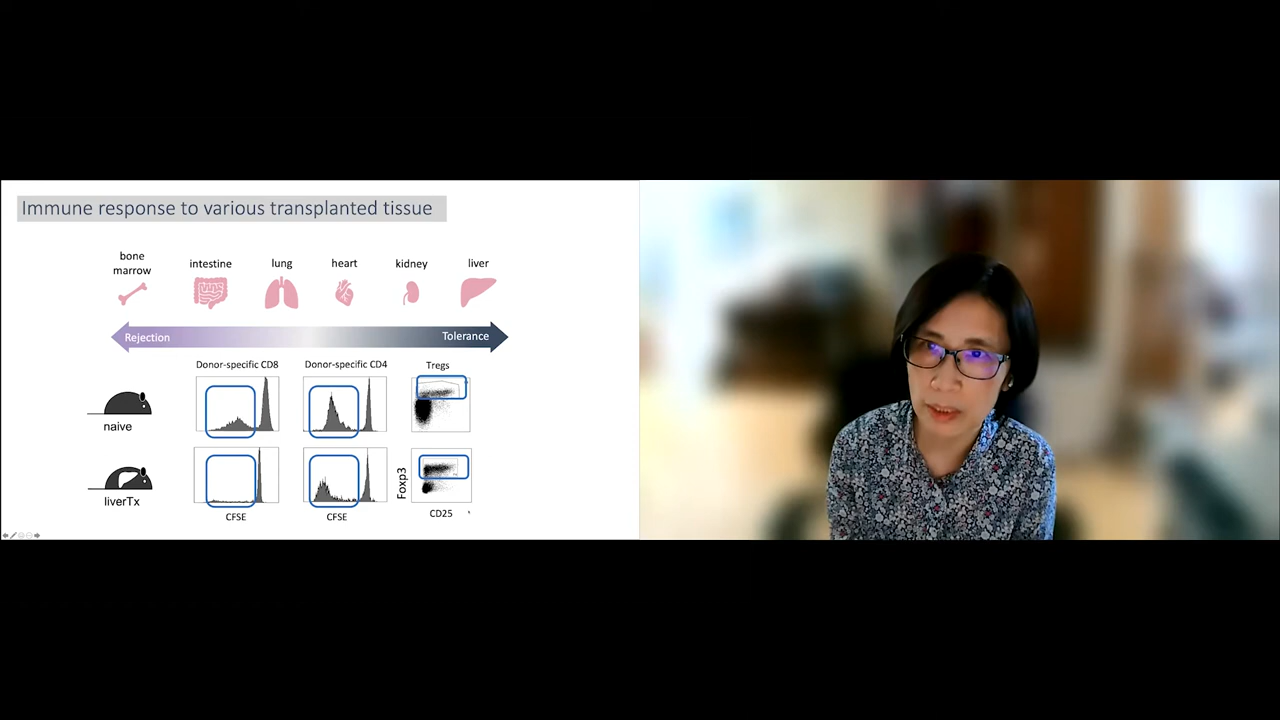 Immune response to various transplanted tissue
bone
marrow
intestine
lung
heart
kidney
liver
Rejection
Tolerance
Donor-specific CD8
Donor-specific CD4
Tregs
naive
liverTx
Foxp3
CFSE
CFSE
CD25